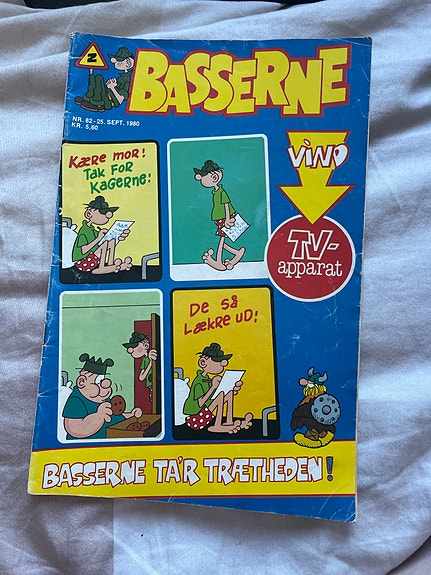 2
BASSERNE
NR. 82-25. SEPT. 1980
KR. 5,60
KÆRE MOR!
TAK FOR
KAGERNE!
VIND
TV-
apparat
DE SÅ
LÆKRE UD!
BASSERNE TA'R TRÆTHEDEN!